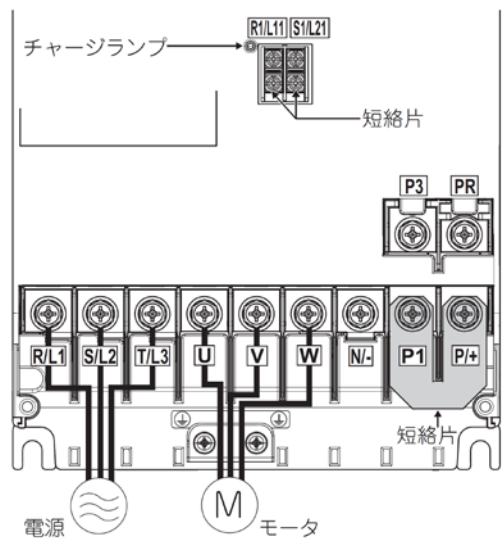 R1/L11 S1/L21
チャージランプ
短絡片
P3 PR
R/L1 S/L2 T/L3 U V W N/- P1 P/+
短絡片
M
電源 モータ